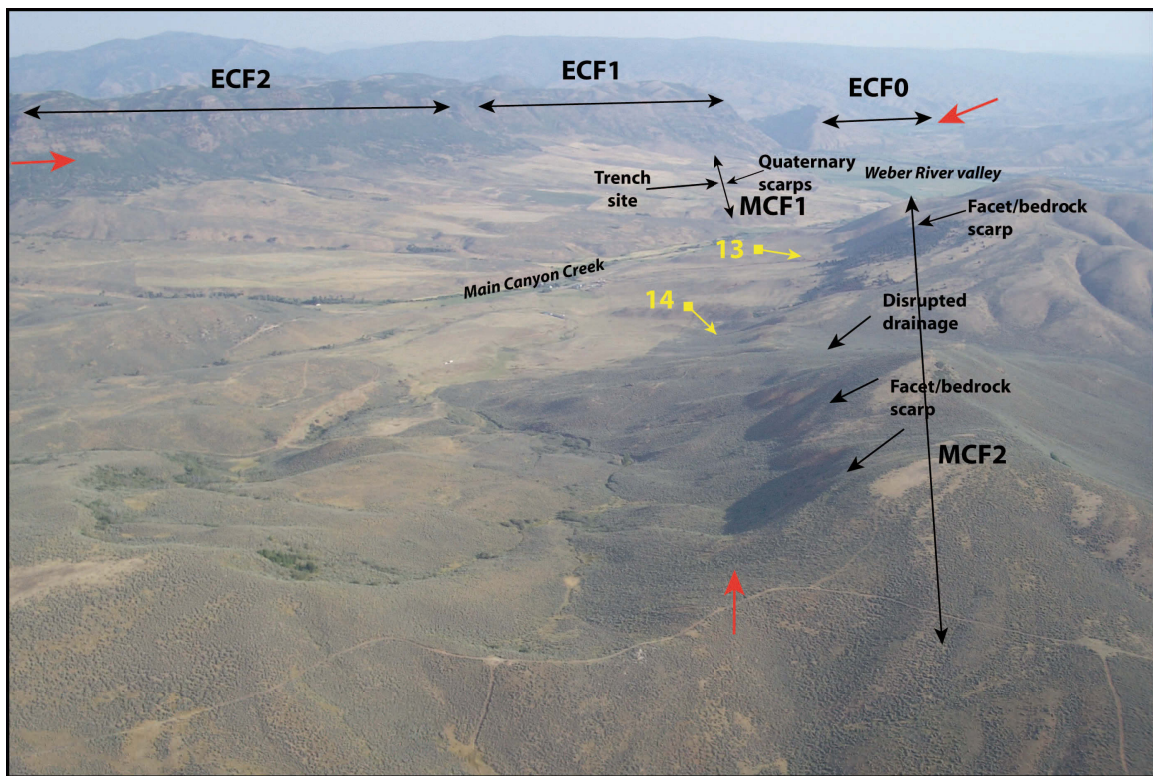 ECF2
ECF1
ECF0
Trench
site
Quaternary
scarps
MCF1
Weber River valley
Facet/bedrock
scarp
13
Main Canyon Creek
14
Disrupted
drainage
Facet/bedrock
scarp
MCF2